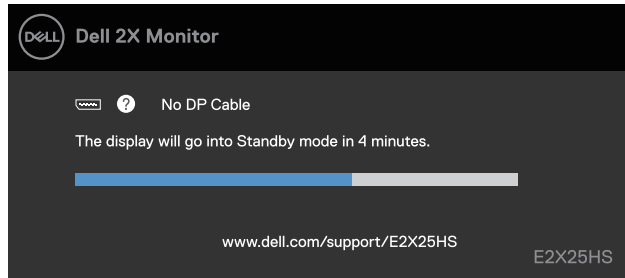 DELL
Dell 2X Monitor
? No DP Cable
The display will go into Standby mode in 4 minutes.
www.dell.com/support/E2X25HS
E2X25HS